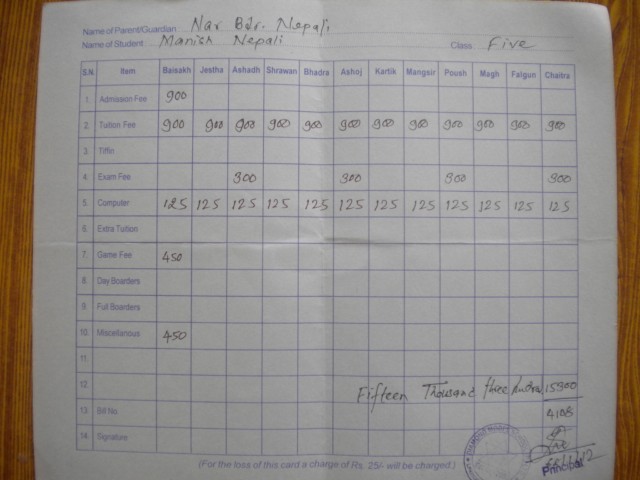 Name of Parent/Guardian Nar Bdr. Nepali
Name of Student Manish Nepali Class Five
S.N. Item Baisakh Jestha Ashadh Shrawan Bhadra Ashoj Kartik Mangsir Poush Magh Falgun Chaitra
1. Admission Fee 900
2. Tution Fee 900 900 900 900 900 900 900 900 900 900 900 900
3. Tiffin
4. Exam Fee 300 300 300 300
5. Computer 125 125 125 125 125 125 125 125 125 125 125 125
6. Extra Tuition
7. Game Fee 450
8. Day Boarders
9. Full Boarders
10. Miscellanous 450
11.
12. Fifteen Thousand three hundred 15300
13 Bill No 4108
14. Signature
Principal
(For the loss of this card a charge of Rs. 25/- will be charged.)